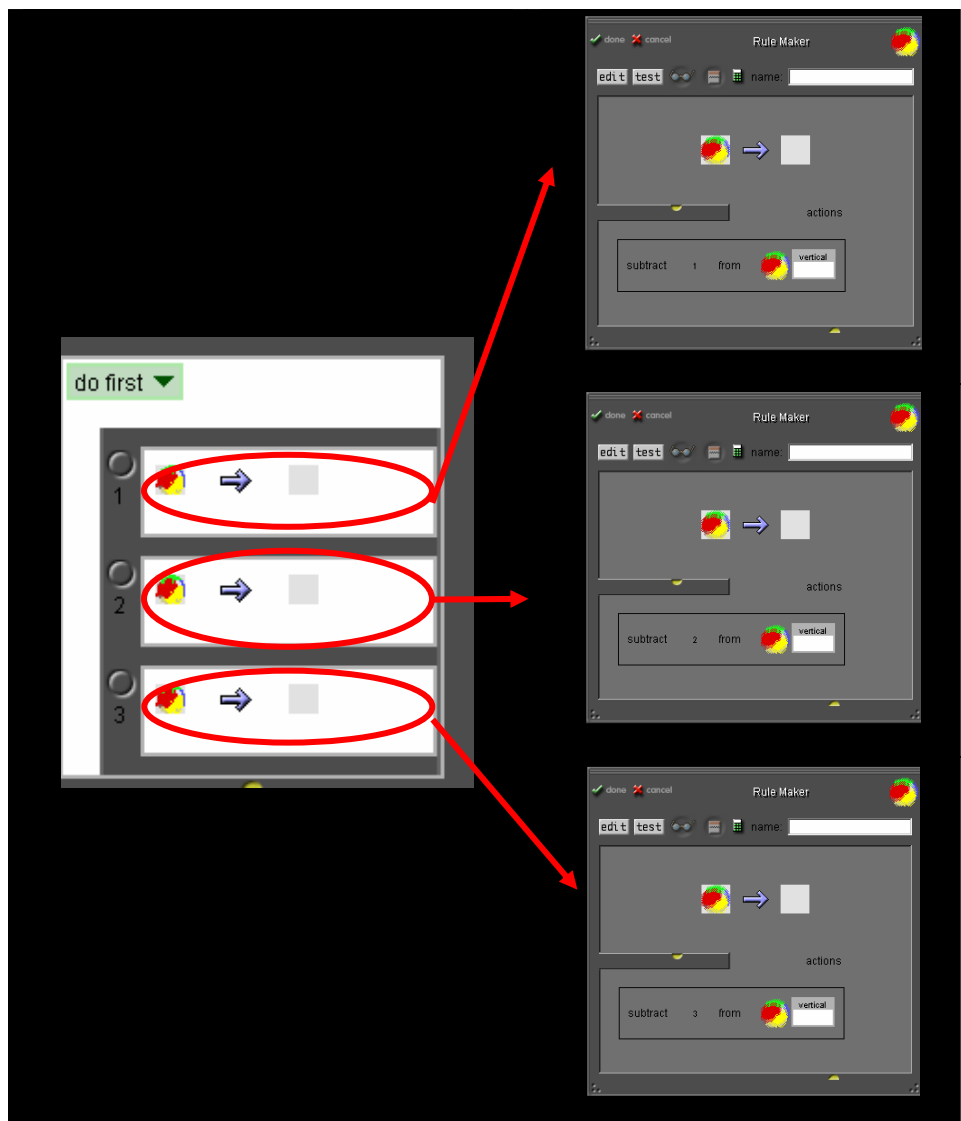 do first
1
2
3
done cancel Rule Maker
edit test name:
actions
subtract 1 from vertical
done cancel Rule Maker
edit test name:
actions
subtract 2 from vertical
done cancel Rule Maker
edit test name:
actions
subtract 3 from vertical